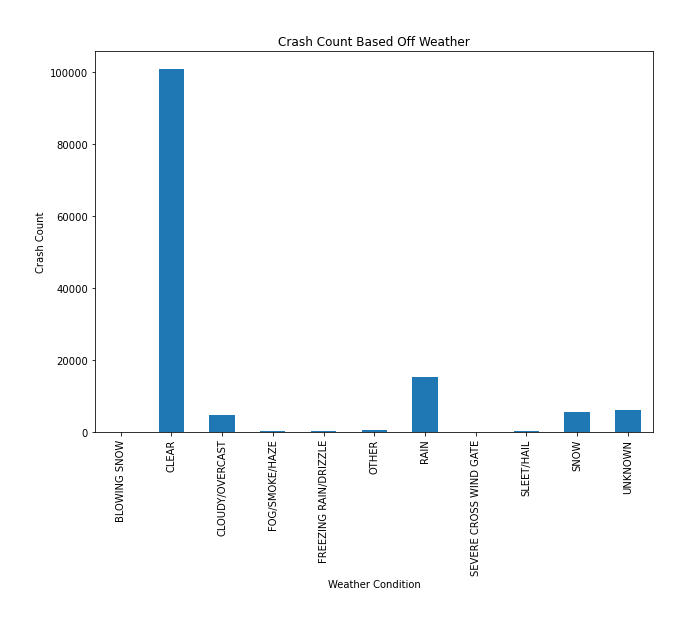 Crash Count Based Off Weather
100000
80000
60000
40000
20000
0
Crash Count
BLOWING SNOW
CLEAR
CLOUDY/OVERCAST
FOG/SMOKE/HAZE
FREEZING RAIN/DRIZZLE
OTHER
RAIN
SEVERE CROSS WIND GATE
SLEET/HAIL
SNOW
UNKNOWN
Weather Condition